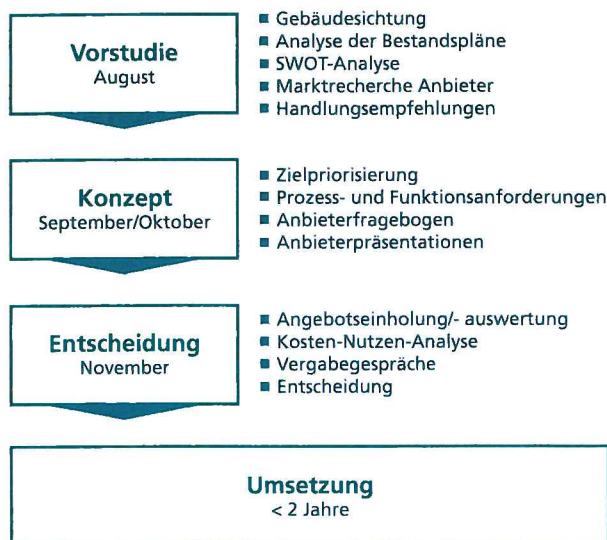 Vorstudie
August
■ Gebäudesichtung
■ Analyse der Bestandspläne
■ SWOT-Analyse
■ Marktrecherche Anbieter
■ Handlungsempfehlungen
Konzept
September/Oktober
■ Zielpriorisierung
■ Prozess- und Funktionsanforderungen
■ Anbieterfragebogen
■ Anbieterpräsentationen
Entscheidung
November
■ Angebotseinholung/- auswertung
■ Kosten-Nutzen-Analyse
■ Vergabegespräche
■ Entscheidung
Umsetzung
< 2 Jahre